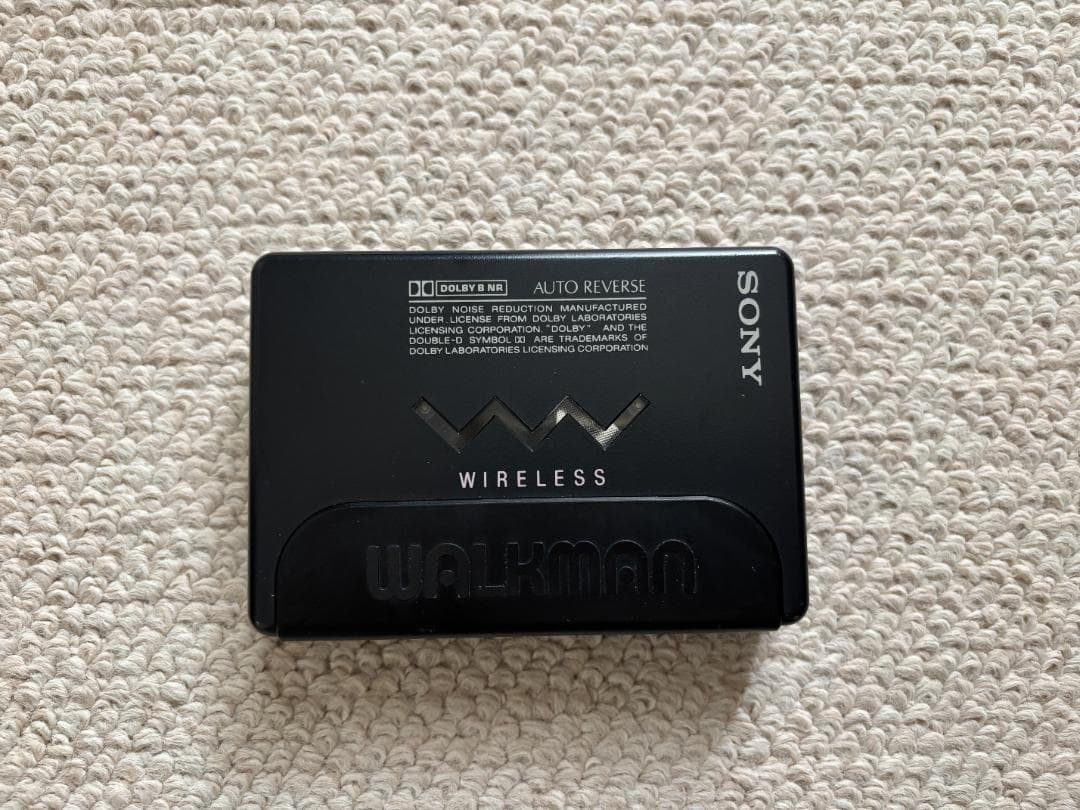 DOLBY B NR AUTO REVERSE
DOLBY NOISE REDUCTION MANUFACTURED
UNDER LICENSE FROM DOLBY LABORATORIES
LICENSING CORPORATION. "DOLBY" AND THE
DOUBLE-D SYMBOL ARE TRADEMARKS OF
DOLBY LABORATORIES LICENSING CORPORATION
SONY
WIRELESS
WALKMAN